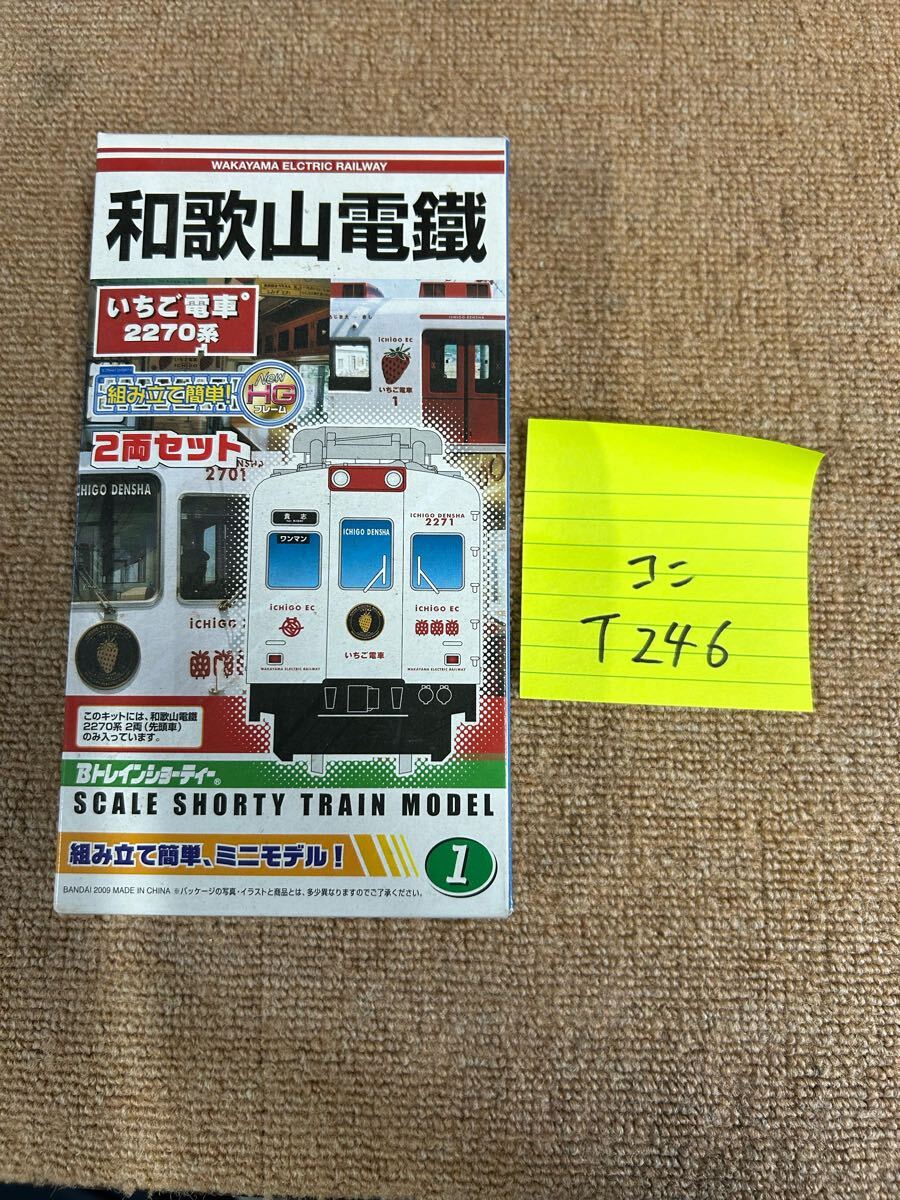 WAKAYAMA ELCTRIC RAILWAY
和歌山電鐵
いちご電車®
2270系
組み立て簡単!
New
HG
フレーム
2両セット
ICHIGO DENSHA
iCHiGO EC
いちご電車
1
2701
ICHIGO DENSHA
貴志
ワンマン
ICHIGO DENSHA
ICHIGO DENSHA
2271
iCHiGO EC
iCHiGO EC
いちご電車
WAKAYAMA ELECTRIC RAILWAY
WAKAYAMA ELECTRIC RAILWAY
このキットには、和歌山電鐵
2270系 2両(先頭車)
のみ入っています。
Bトレインショーティー®
SCALE SHORTY TRAIN MODEL
組み立て簡単、ミニモデル!
1
BANDAI 2009 MADE IN CHINA ※パッケージの写真・イラストと商品とは、多少異なりますのでご了承ください。
コニ
T246